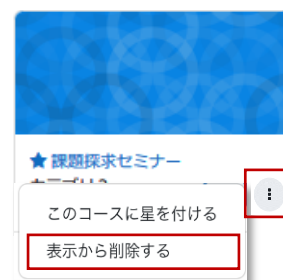 課題探求セミナー
このコースに星を付ける
表示から削除する